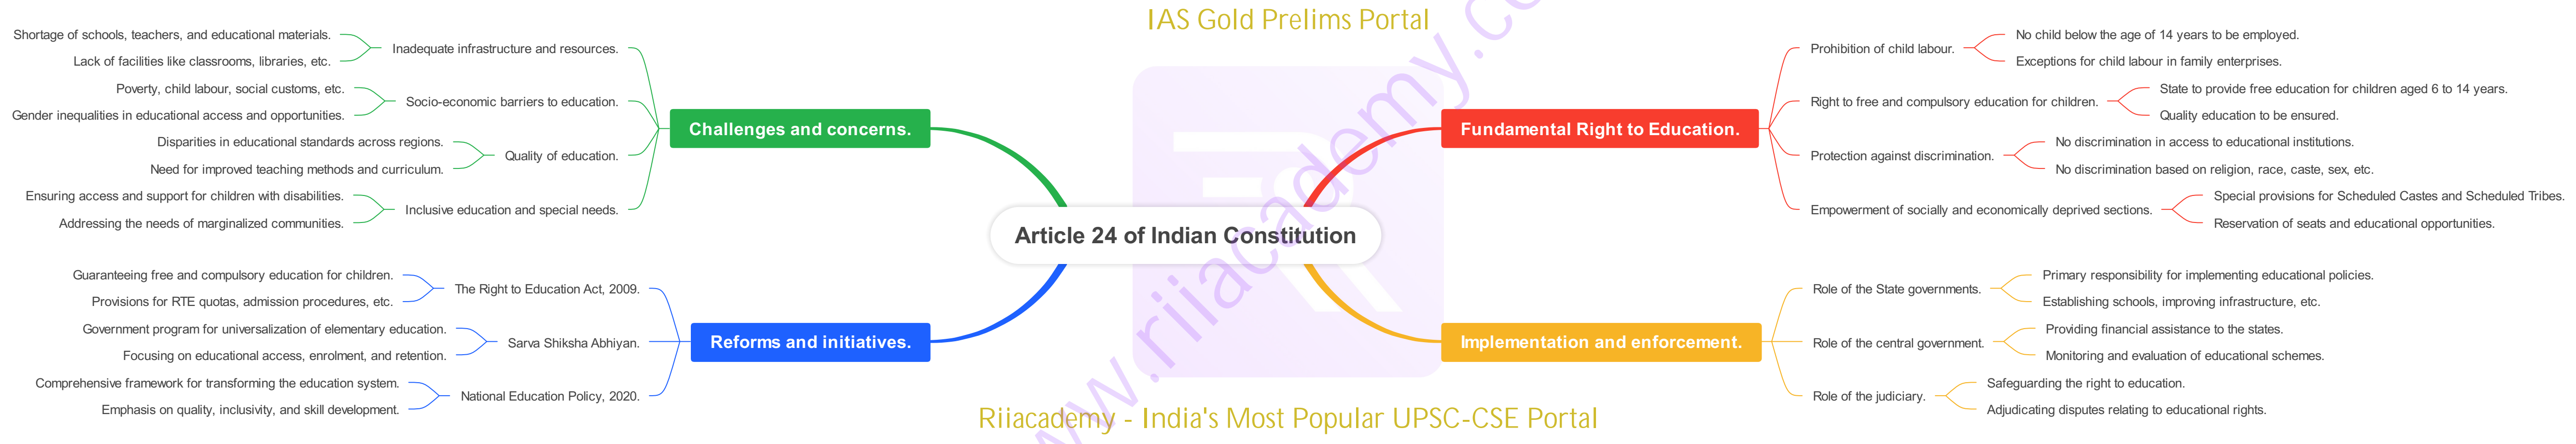 IAS Gold Prelims Portal
Article 24 of Indian Constitution
Fundamental Right to Education.
Prohibition of child labour.
No child below the age of 14 years to be employed.
Exceptions for child labour in family enterprises.
Right to free and compulsory education for children.
State to provide free education for children aged 6 to 14 years.
Quality education to be ensured.
Protection against discrimination.
No discrimination in access to educational institutions.
No discrimination based on religion, race, caste, sex, etc.
Empowerment of socially and economically deprived sections.
Special provisions for Scheduled Castes and Scheduled Tribes.
Reservation of seats and educational opportunities.
Implementation and enforcement.
Role of the State governments.
Primary responsibility for implementing educational policies.
Establishing schools, improving infrastructure, etc.
Role of the central government.
Providing financial assistance to the states.
Monitoring and evaluation of educational schemes.
Role of the judiciary.
Safeguarding the right to education.
Adjudicating disputes relating to educational rights.
Challenges and concerns.
Inadequate infrastructure and resources.
Shortage of schools, teachers, and educational materials.
Lack of facilities like classrooms, libraries, etc.
Socio-economic barriers to education.
Poverty, child labour, social customs, etc.
Gender inequalities in educational access and opportunities.
Quality of education.
Disparities in educational standards across regions.
Need for improved teaching methods and curriculum.
Inclusive education and special needs.
Ensuring access and support for children with disabilities.
Addressing the needs of marginalized communities.
Reforms and initiatives.
The Right to Education Act, 2009.
Guaranteeing free and compulsory education for children.
Provisions for RTE quotas, admission procedures, etc.
Sarva Shiksha Abhiyan.
Government program for universalization of elementary education.
Focusing on educational access, enrolment, and retention.
National Education Policy, 2020.
Comprehensive framework for transforming the education system.
Emphasis on quality, inclusivity, and skill development.
Riiacademy - India's Most Popular UPSC-CSE Portal
www.riiacademy.co